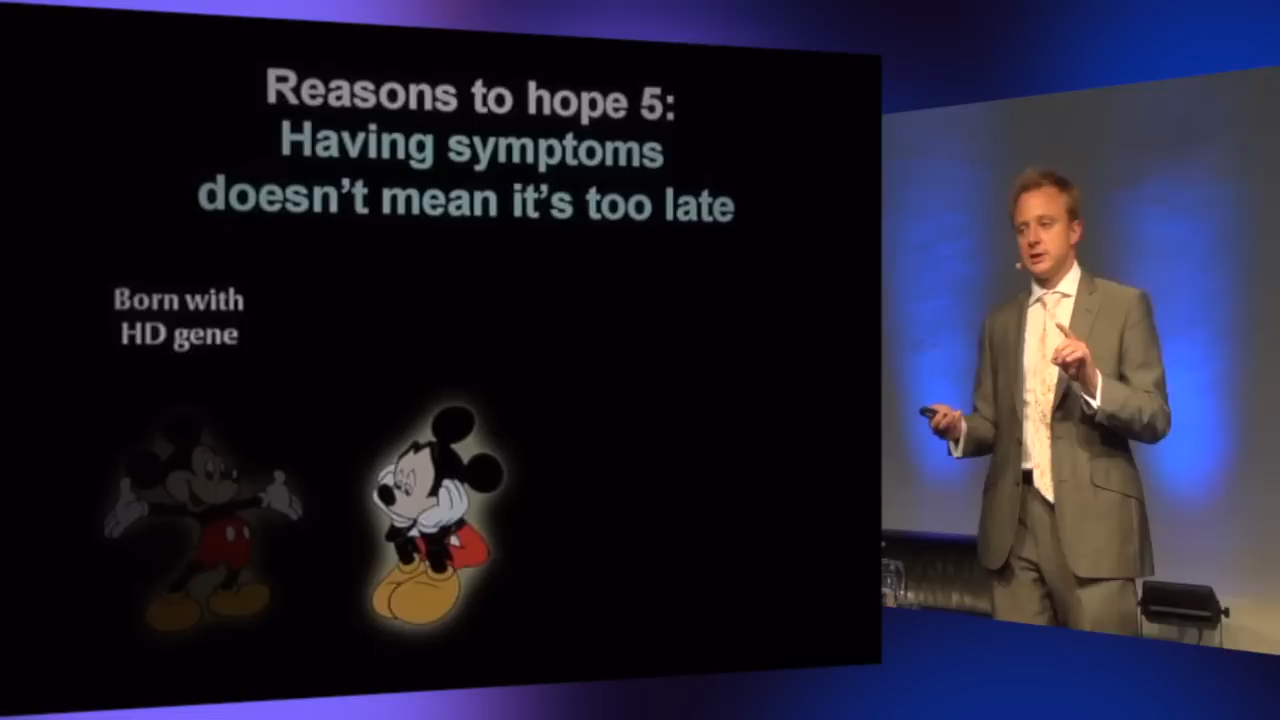 Reasons to hope 5:
Having symptoms
doesn't mean it's too late
Born with
HD gene